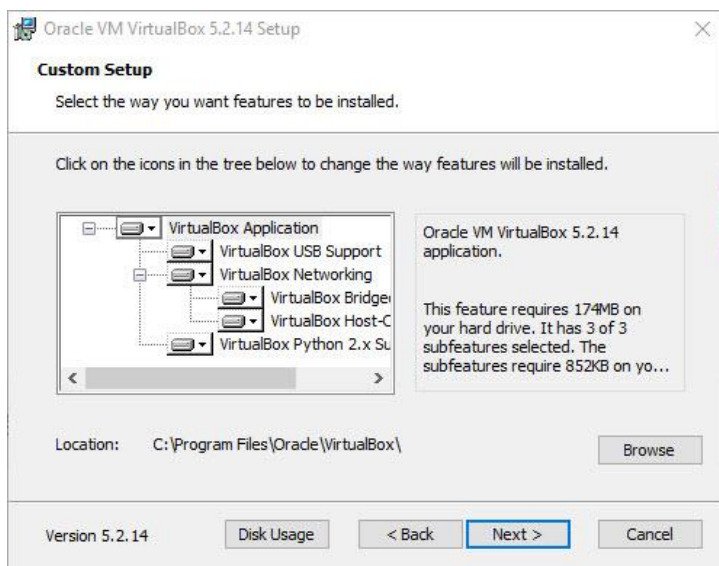 Oracle VM VirtualBox 5.2.14 Setup
Custom Setup
Select the way you want features to be installed.
Click on the icons in the tree below to change the way features will be installed.
VirtualBox Application
VirtualBox USB Support
VirtualBox Networking
VirtualBox Bridge
VirtualBox Host-C
VirtualBox Python 2.x Su
Oracle VM VirtualBox 5.2.14
application.
This feature requires 174MB on
your hard drive. It has 3 of 3
subfeatures selected. The
subfeatures require 852KB on yo...
Location: C:\Program Files\Oracle\VirtualBox\
Browse
Version 5.2.14
Disk Usage
< Back
Next >
Cancel